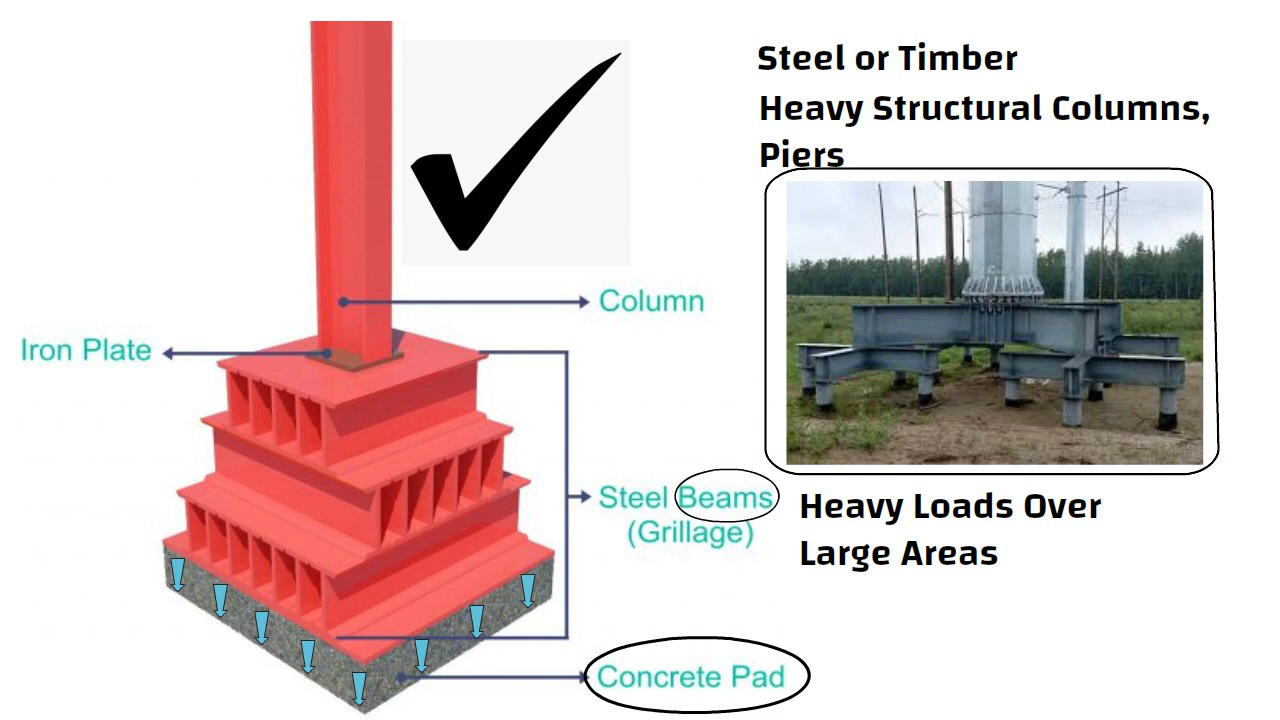 Steel or Timber
Heavy Structural Columns,
Piers
Column
Iron Plate
Steel Beams
(Grillage)
Heavy Loads Over
Large Areas
Concrete Pad